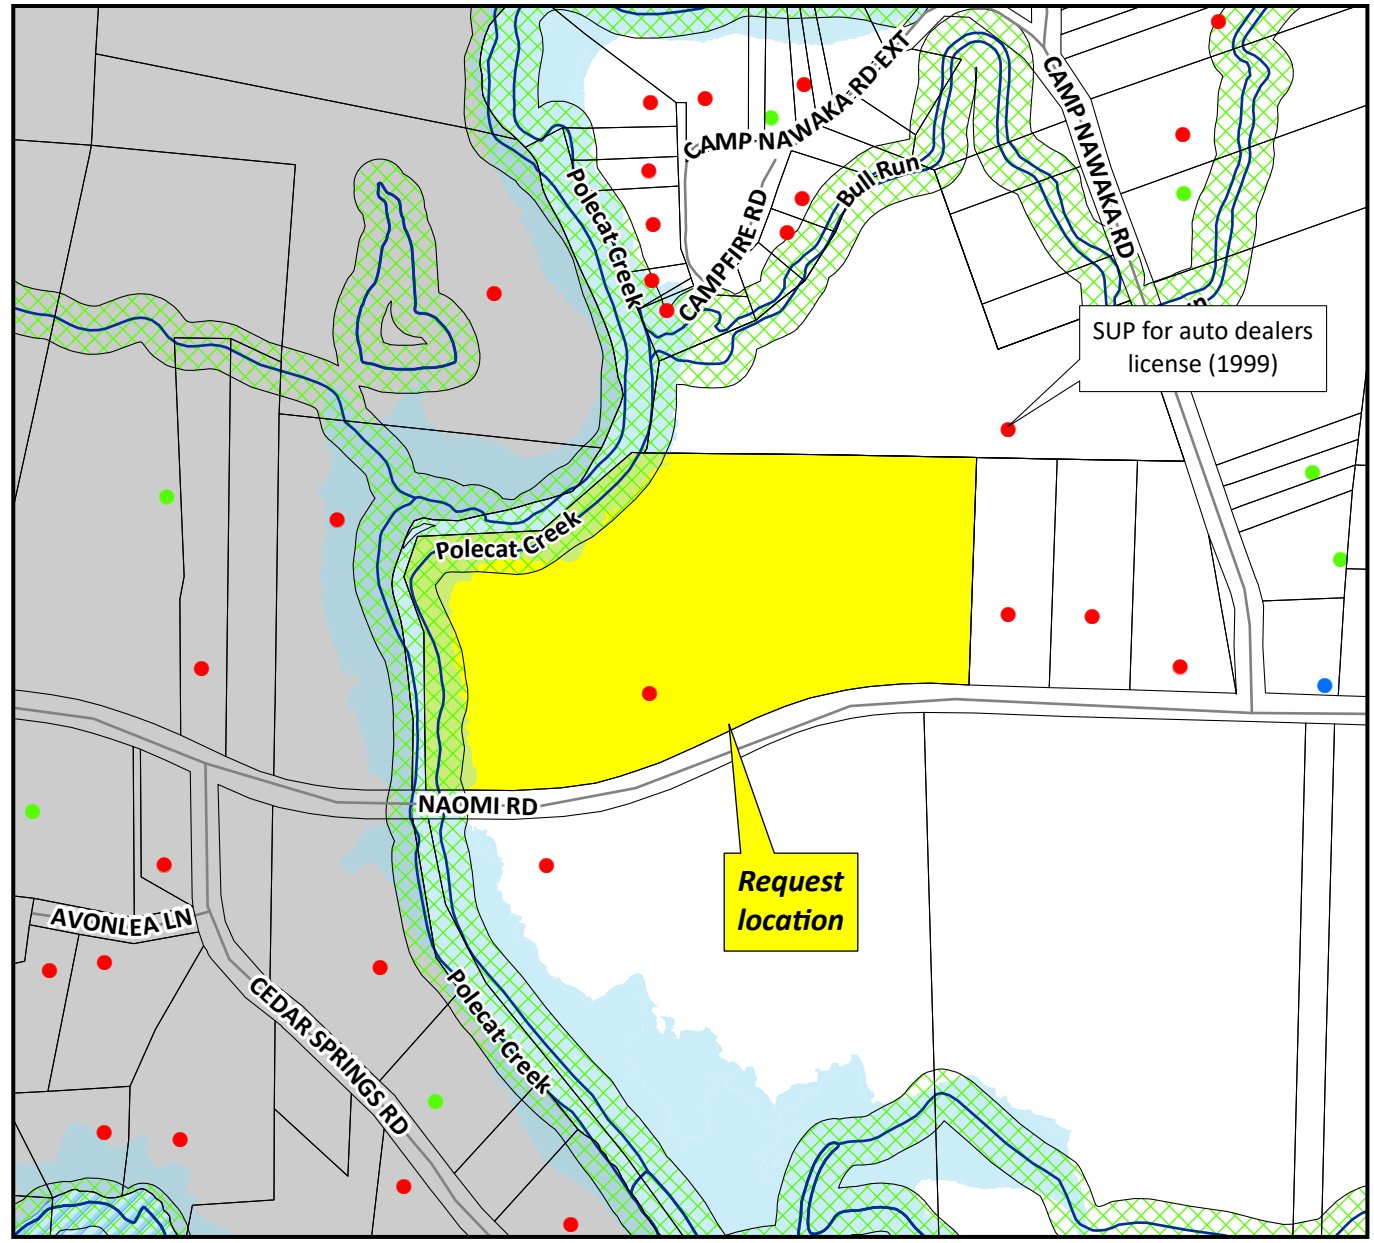 CAMP NAWAKA RD EXT
CAMP NAWAKA RD
Bull Run
Polecat Creek
CAMPFIRE RD
SUP for auto dealers
license (1999)
Polecat Creek
NAOMI RD
Request
location
AVONLEA LN
CEDAR SPRINGS RD
Polecat Creek